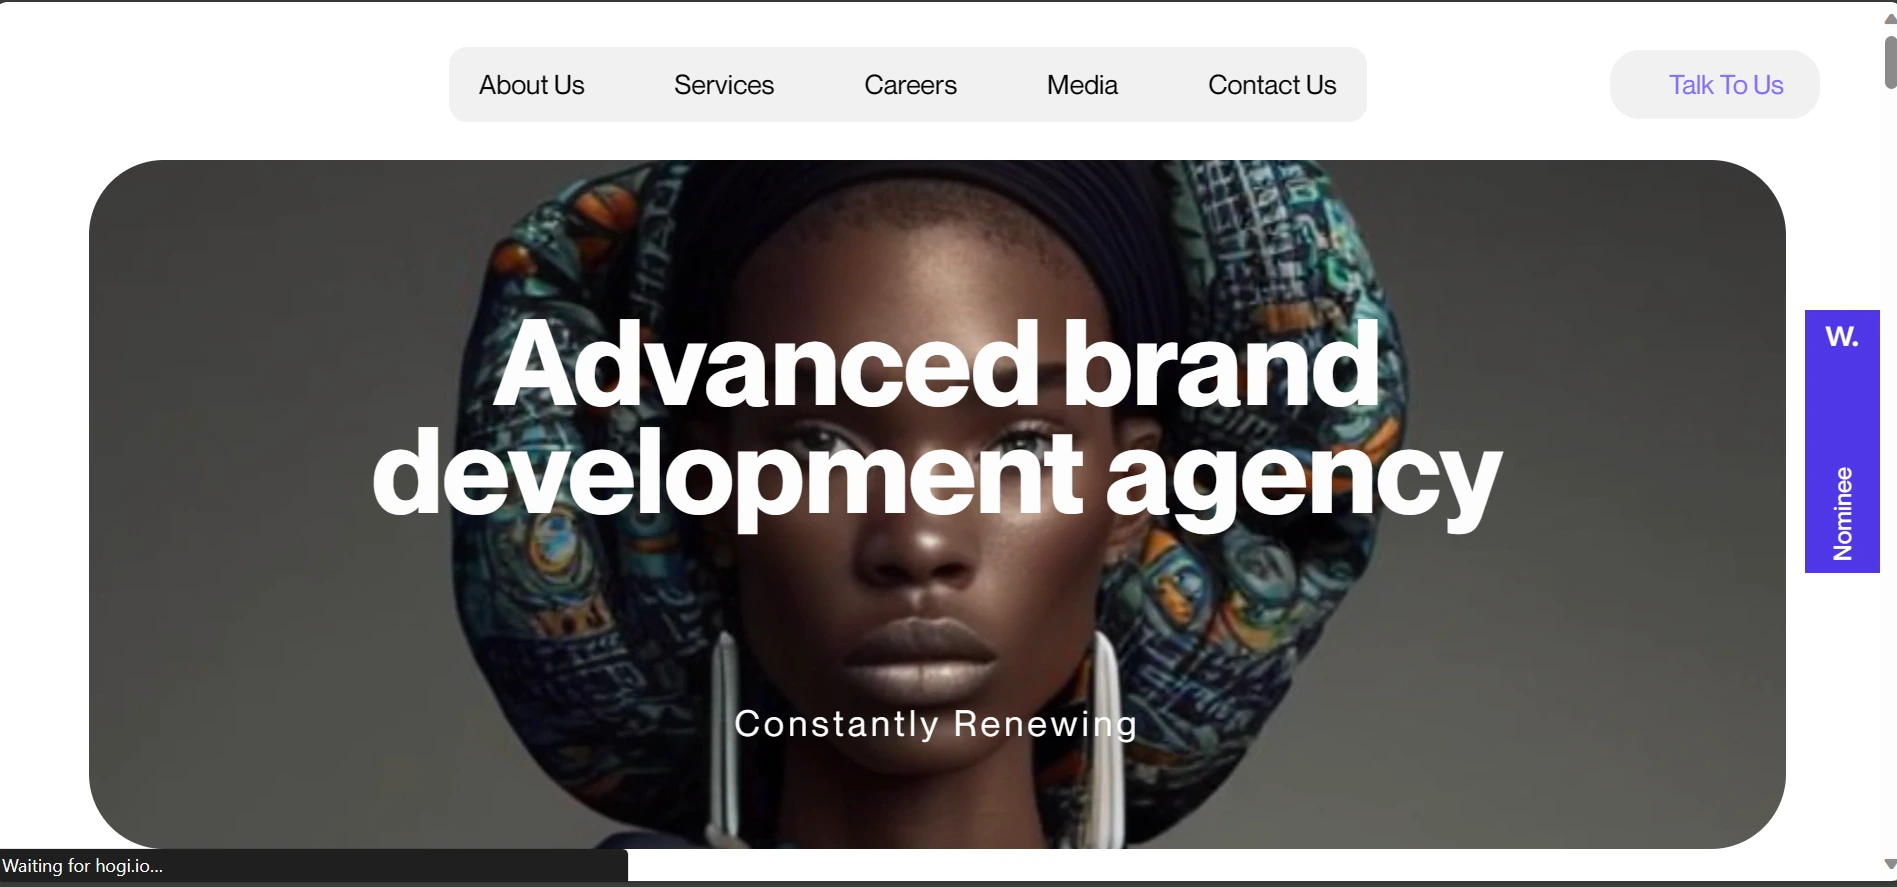 About Us Services Careers Media Contact Us
Talk To Us
Advanced brand
development agency
Constantly Renewing
W.
Nominee
Waiting for hogi.io...